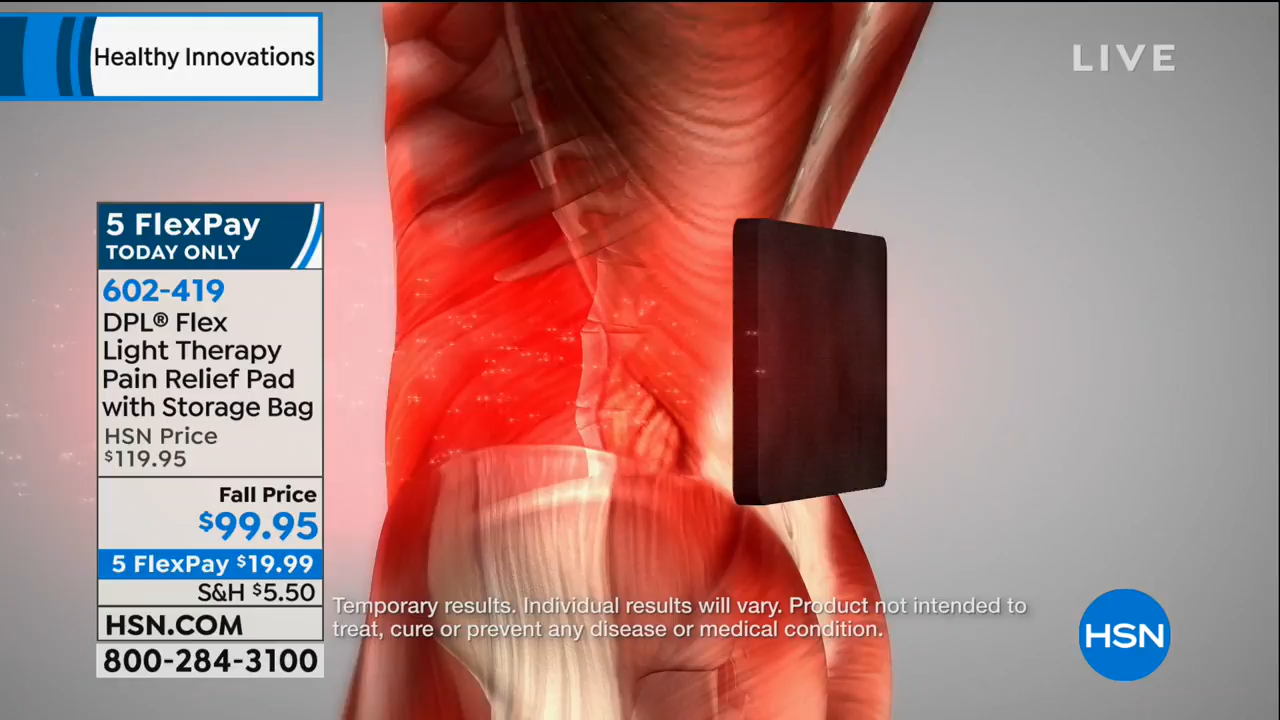 Healthy Innovations
LIVE
5 FlexPay
TODAY ONLY
602-419
DPL® Flex
Light Therapy
Pain Relief Pad
with Storage Bag
HSN Price
$119.95
Fall Price
$99.95
5 FlexPay $19.99
S&H $5.50
HSN.COM
800-284-3100
Temporary results. Individual results will vary. Product not intended to
treat, cure or prevent any disease or medical condition.
HSN